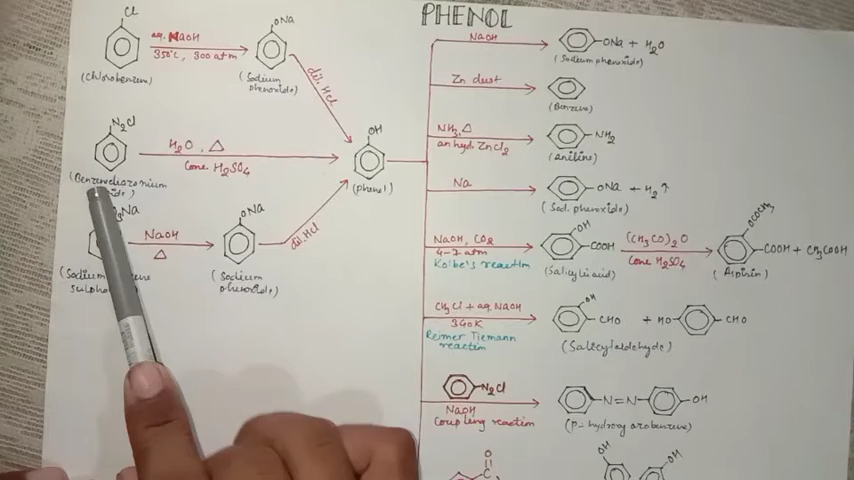 PHENOL
Cl
aq. NaOH
350°C, 300 atm
(Chlorobenzene)
ONa
(Sodium
phenoxide)
dil. HCl
N2Cl
H2O, △
Conc H2SO4
OH
(phenol)
NaOH
△
(Sodium
ONa
(Sodium
phenoxide)
dil. HCl
NaOH
ONa + H2O
(Sodium phenoxide)
Zn dust
(Benzene)
NH3, △
anhyd. ZnCl2
NH2
(aniline)
Na
ONa + H2↑
(Sod. phenoxide)
NaOH, CO2
4-7 atm
Kolbe's reaction
OH
COOH
(Salicylic acid)
(CH3CO)2O
Conc H2SO4
OCOCH3
COOH + CH3COOH
(Aspirin)
+ aq. NaOH
340K
Reimer Tiemann
reaction
OH
CHO
+ HO
CHO
(Salicylaldehyde)
N2Cl
NaOH
Coupling reaction
N=N
OH
(p-hydroxy azobenzene)
O
C
OH
OH